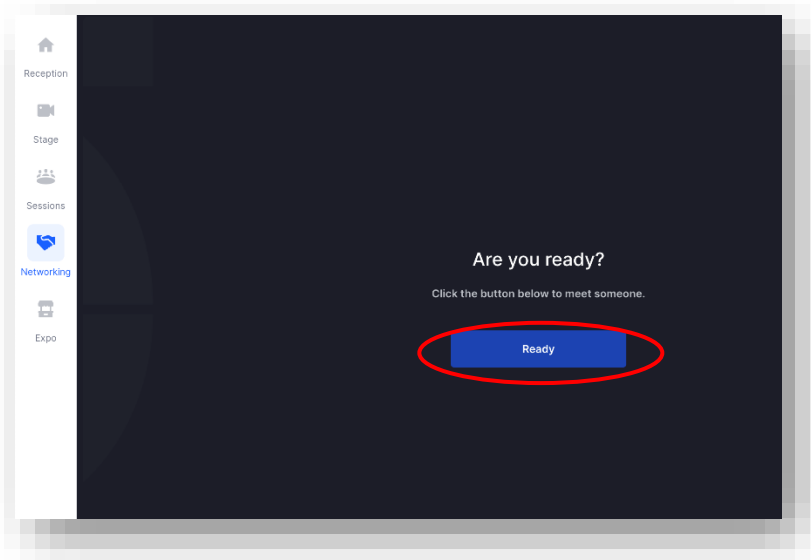 Reception
Stage
Sessions
Networking
Expo
Are you ready?
Click the button below to meet someone.
Ready